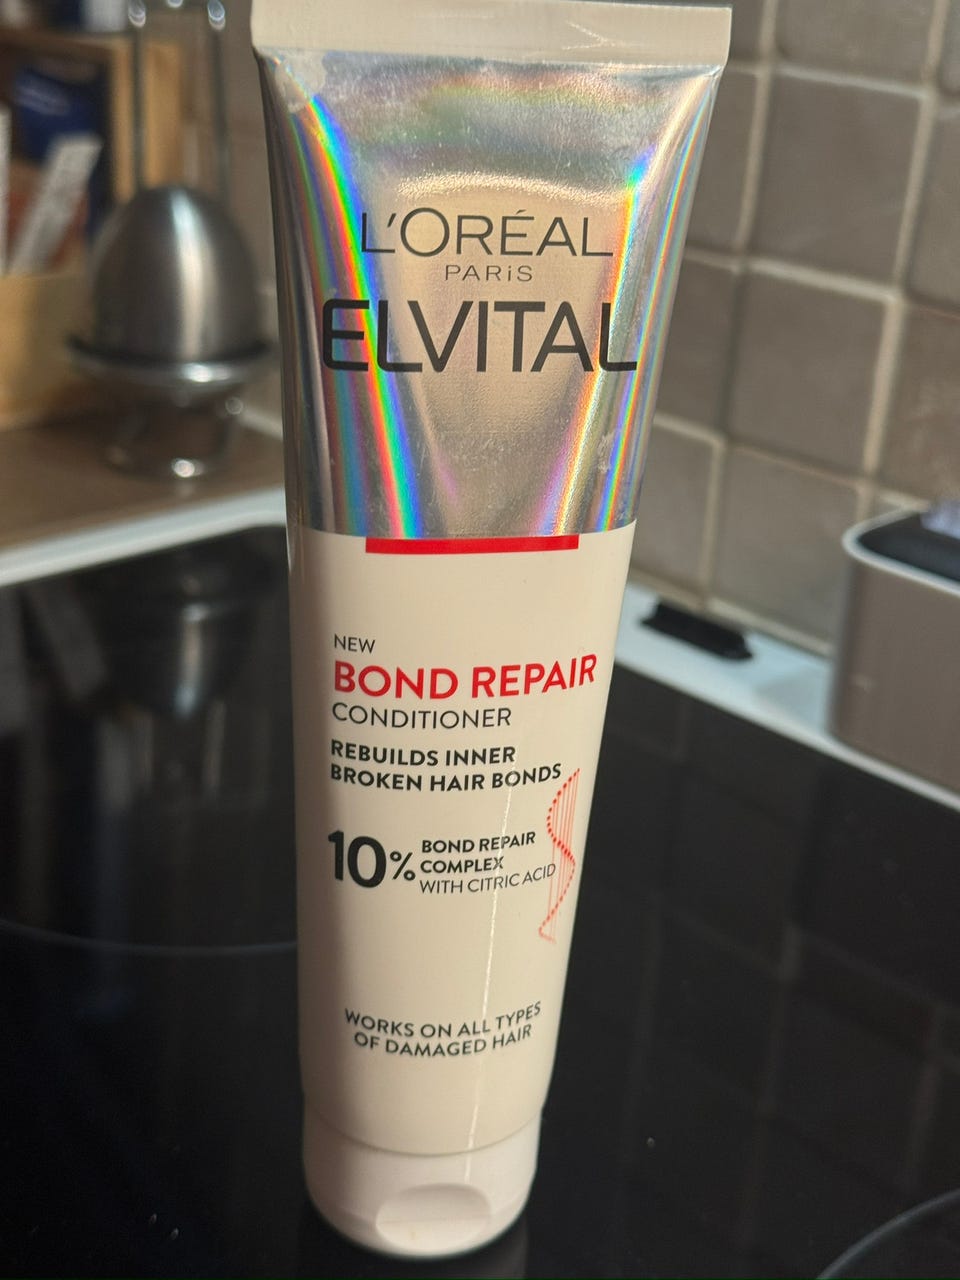 L'ORÉAL
PARiS
ELVITAL
NEW
BOND REPAIR
CONDITIONER
REBUILDS INNER
BROKEN HAIR BONDS
10% BOND REPAIR
COMPLEX
WITH CITRIC ACID
WORKS ON ALL TYPES
OF DAMAGED HAIR